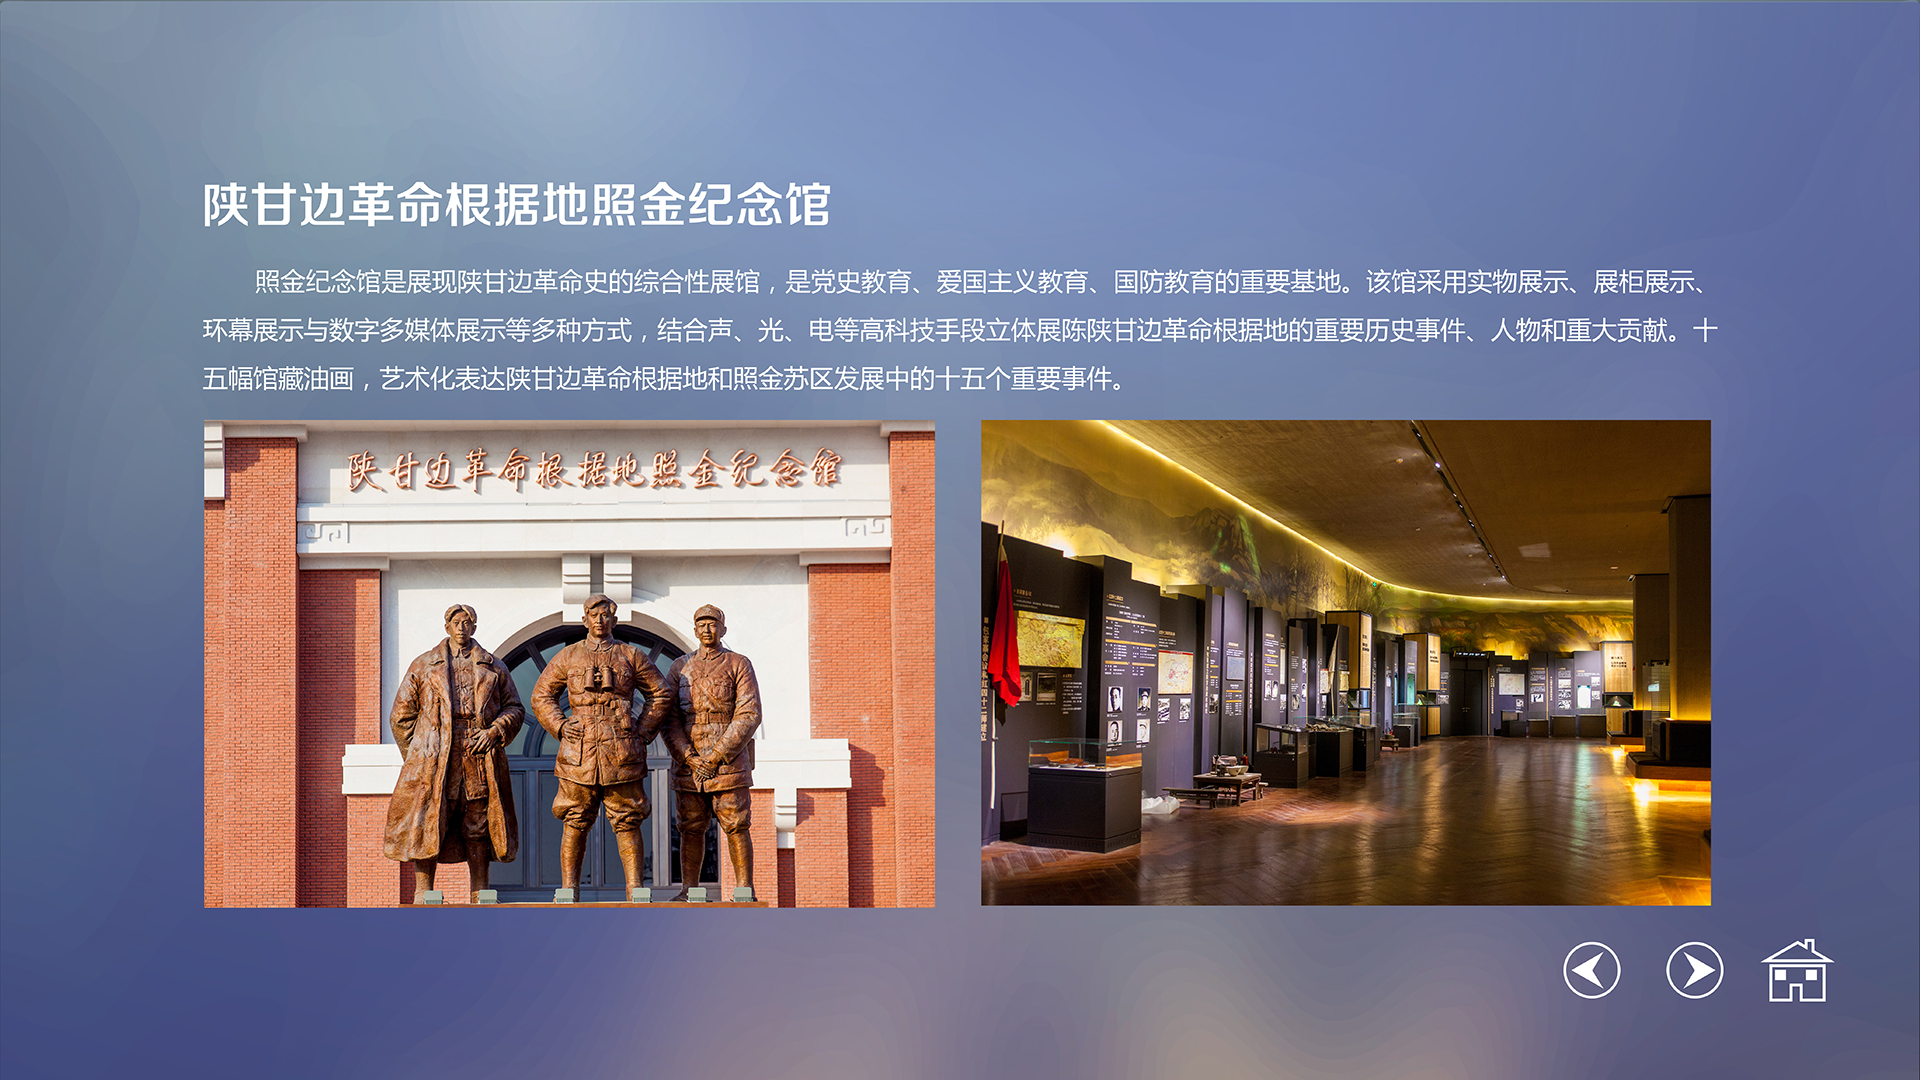 陕甘边革命根据地照金纪念馆
照金纪念馆是展现陕甘边革命史的综合性展馆，是党史教育、爱国主义教育、国防教育的重要基地。该馆采用实物展示、展柜展示、
环幕展示与数字多媒体展示等多种方式，结合声、光、电等高科技手段立体展陈陕甘边革命根据地的重要历史事件、人物和重大贡献。十
五幅馆藏油画，艺术化表达陕甘边革命根据地和照金苏区发展中的十五个重要事件。
陕甘边革命根据地照金纪念馆